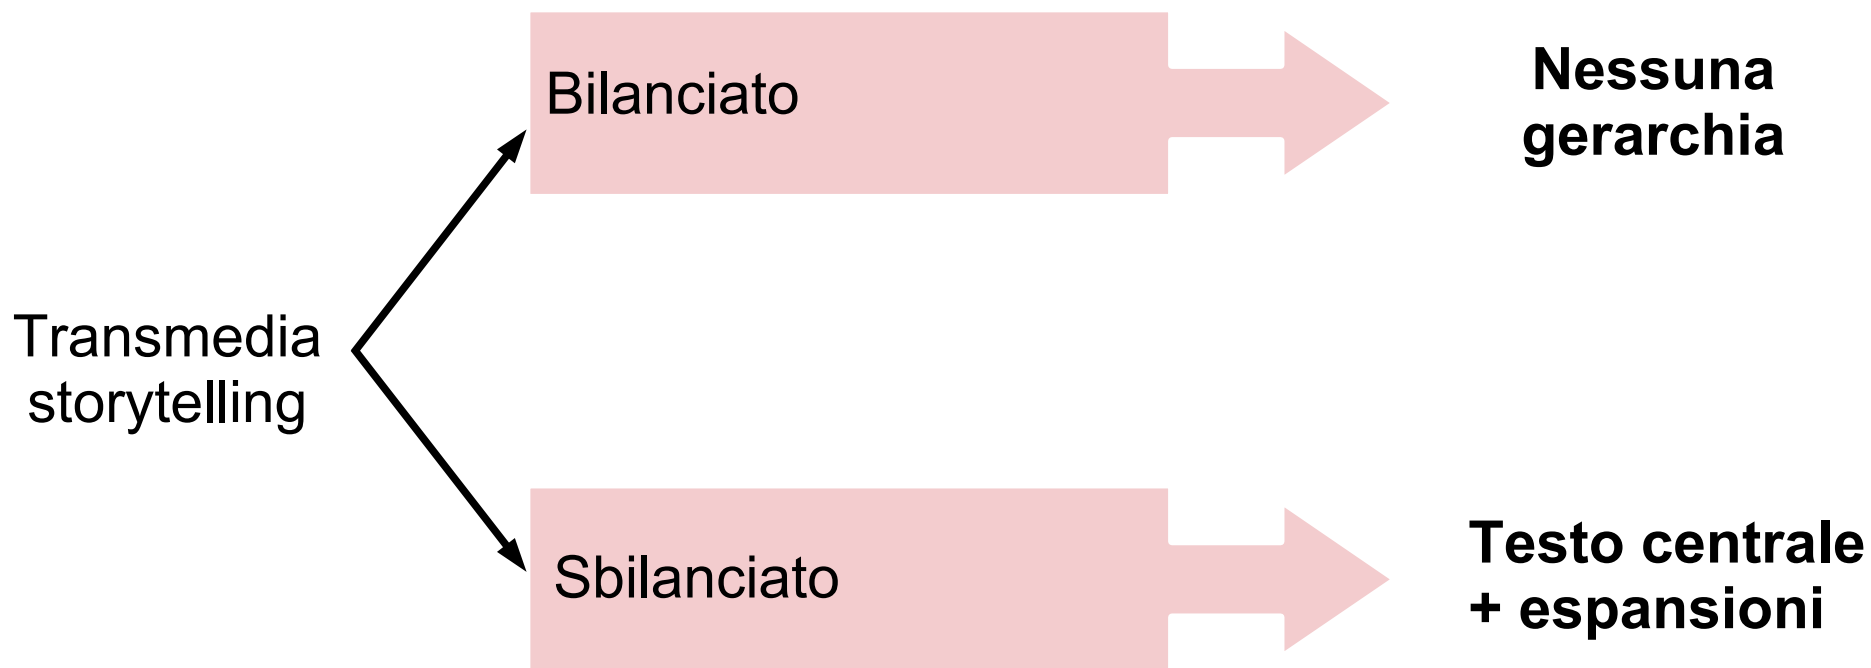 Bilanciato
Nessuna
gerarchia
Transmedia
storytelling
Sbilanciato
Testo centrale
+ espansioni